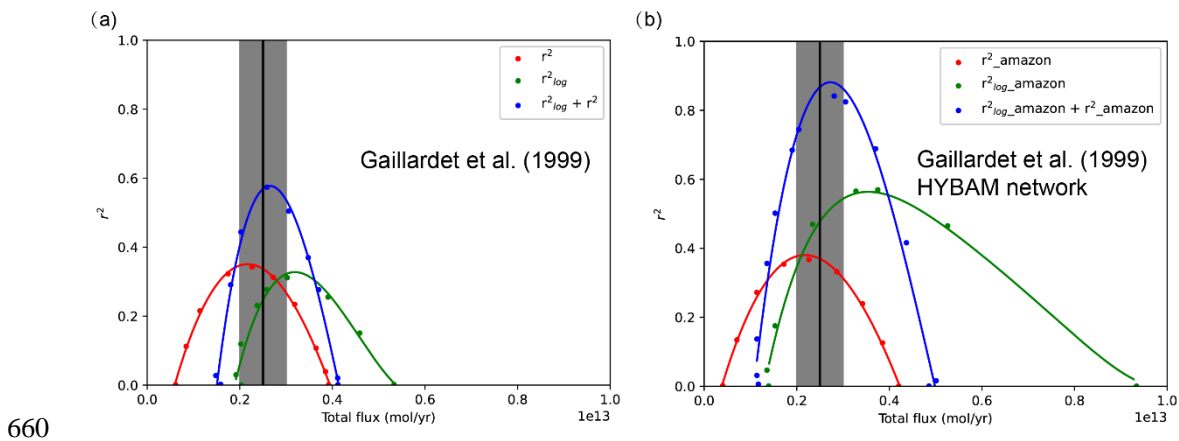 (a)
1.0
0.8
0.6
0.4
0.2
0.0
r²
r²
r²log
r²log + r²
Gaillardet et al. (1999)
0.0 0.2 0.4 0.6 0.8 1.0
Total flux (mol/yr)
1e13
(b)
1.0
0.8
0.6
0.4
0.2
0.0
r²
r²_amazon
r²log_amazon
r²log_amazon + r²_amazon
Gaillardet et al. (1999)
HYBAM network
0.0 0.2 0.4 0.6 0.8 1.0
Total flux (mol/yr)
1e13
660